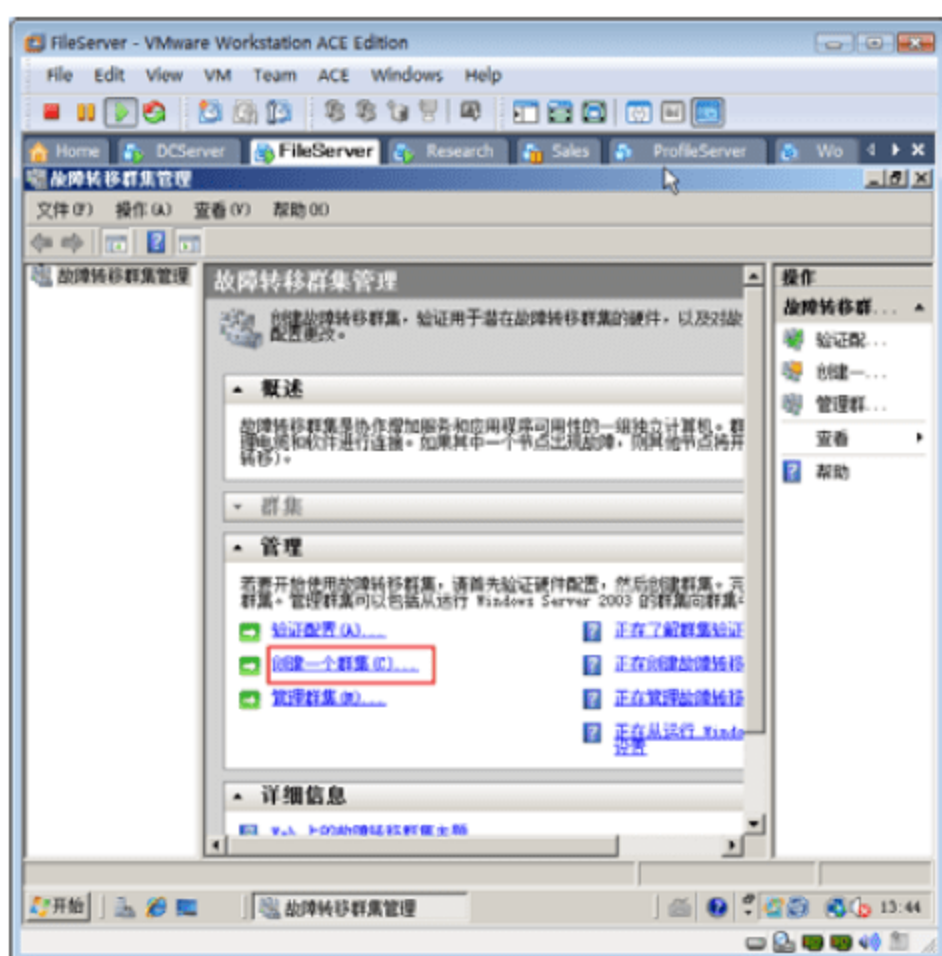 FileServer - VMware Workstation ACE Edition
File Edit View VM Team ACE Windows Help
Home DCServer FileServer Research Sales ProfileServer Wo
故障转移群集管理
文件(F) 操作(A) 查看(V) 帮助(H)
故障转移群集管理
故障转移群集管理
创建故障转移群集，验证用于潜在故障转移群集的硬件，以及对故
配置更改。
概述
故障转移群集是协作增加服务和应用程序可用性的一组独立计算机。群
理电缆和软件进行连接。如果其中一个节点出现故障，则其他节点将开
转移)。
群集
管理
若要开始使用故障转移群集，请首先验证硬件配置，然后创建群集。完
群集。管理群集可以包括从运行 Windows Server 2003 的群集向群集中
验证配置(A)...
创建一个群集(C)...
管理群集(M)...
正在了解群集验证
正在创建故障转移
正在管理故障转移
正在从运行 Windo
设置
详细信息
Web 上的故障转移群集主题
操作
故障转移群...
验证配...
创建一...
管理群...
查看
帮助
开始
故障转移群集管理
13:44